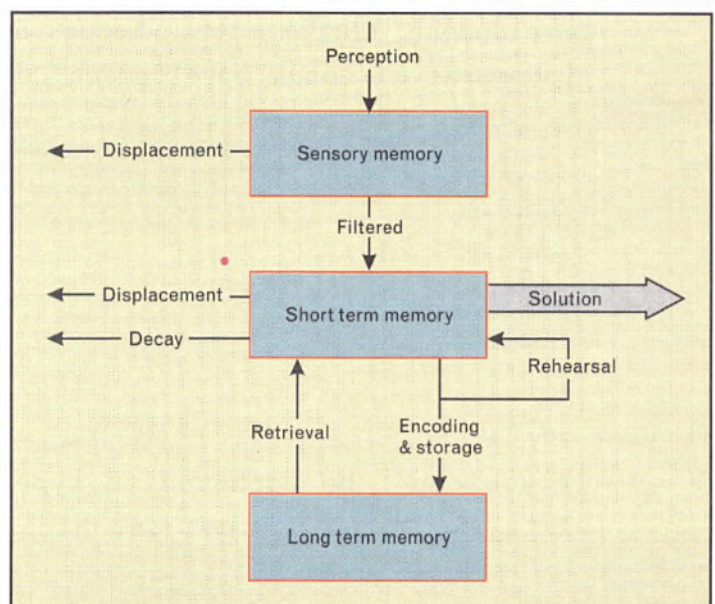 Perception
Displacement
Sensory memory
Filtered
Displacement
Solution
Short term memory
Decay
Rehearsal
Retrieval
Encoding
& storage
Long term memory